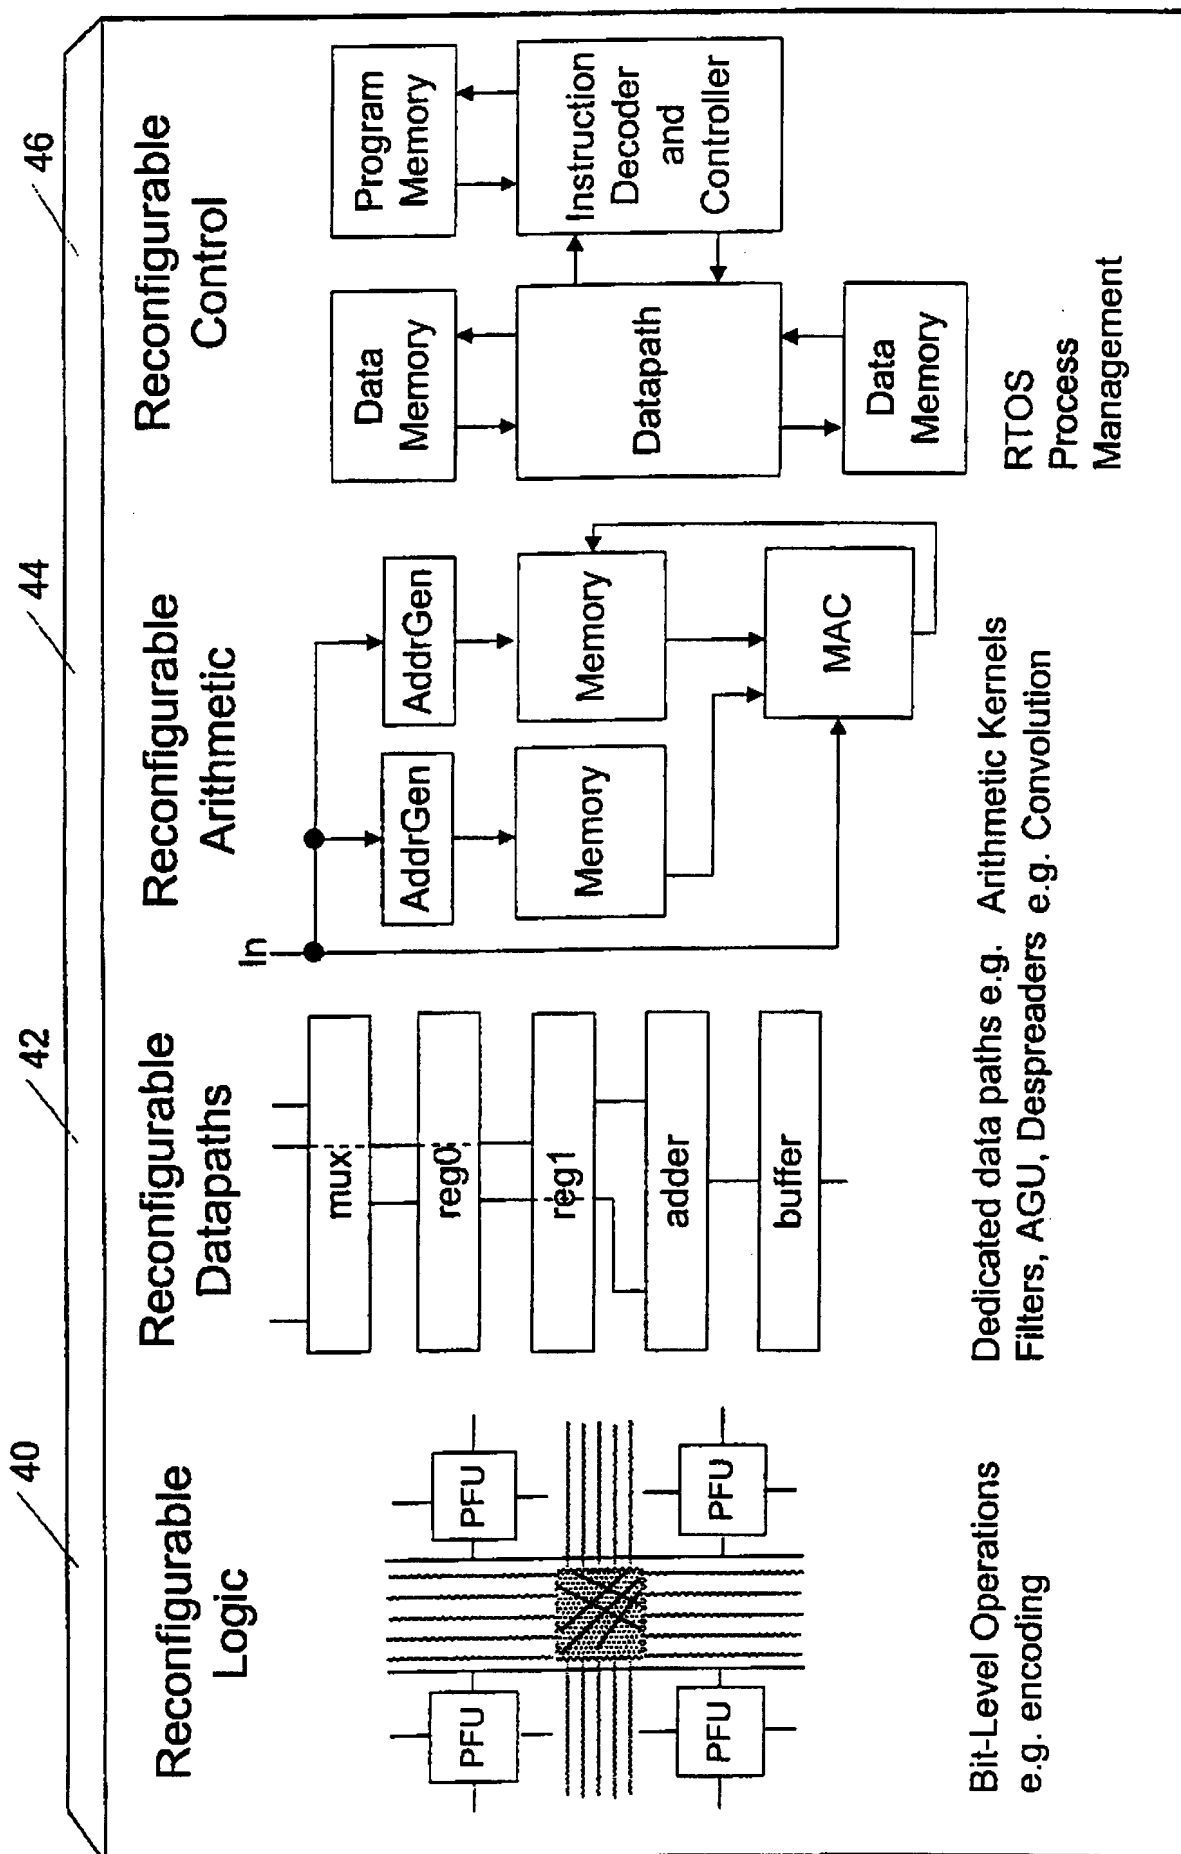 40
42
44
46
Reconfigurable
Logic
PFU
PFU
PFU
PFU
Bit-Level Operations
e.g. encoding
Reconfigurable
Datapaths
mux
reg0
reg1
adder
buffer
Dedicated data paths e.g.
Filters, AGU, Despreaders
Reconfigurable
Arithmetic
In
AddrGen
AddrGen
Memory
Memory
MAC
Arithmetic Kernels
e.g. Convolution
Reconfigurable
Control
Data
Memory
Program
Memory
Datapath
Instruction
Decoder
and
Controller
Data
Memory
RTOS
Process
Management